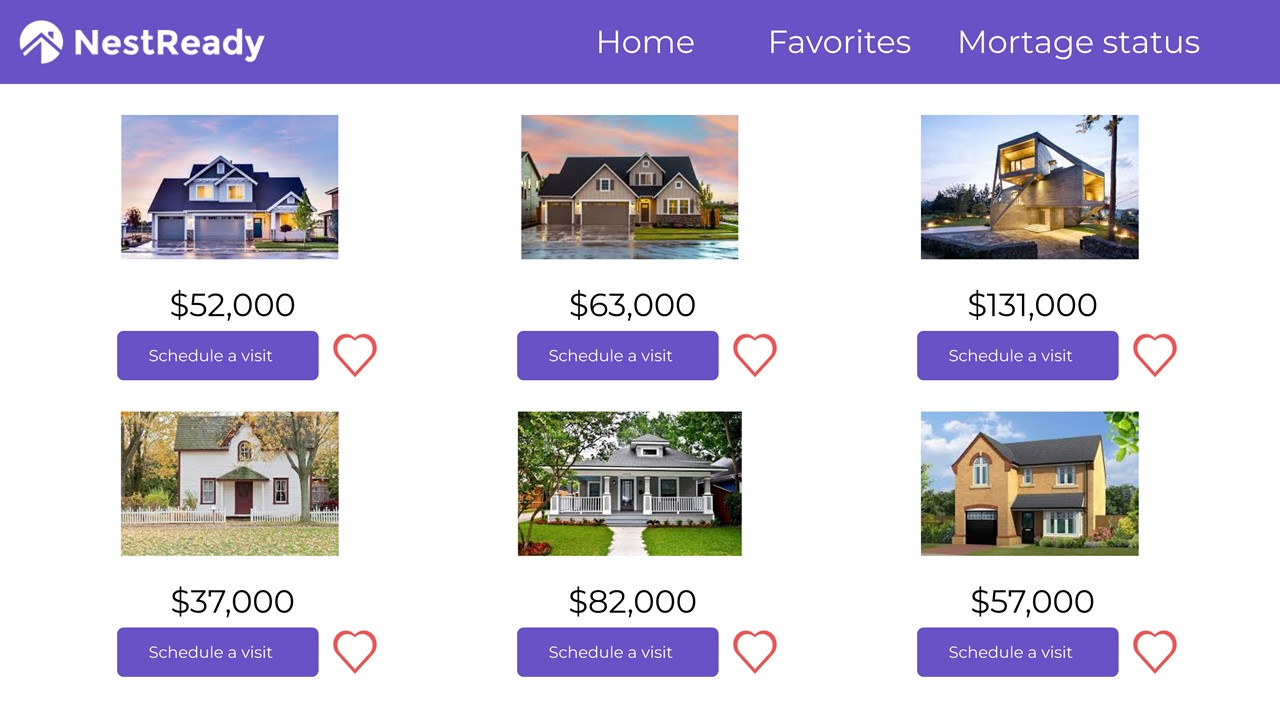 NestReady
Home Favorites Mortage status
$52,000 $63,000 $131,000
Schedule a visit Schedule a visit Schedule a visit
$37,000 $82,000 $57,000
Schedule a visit Schedule a visit Schedule a visit